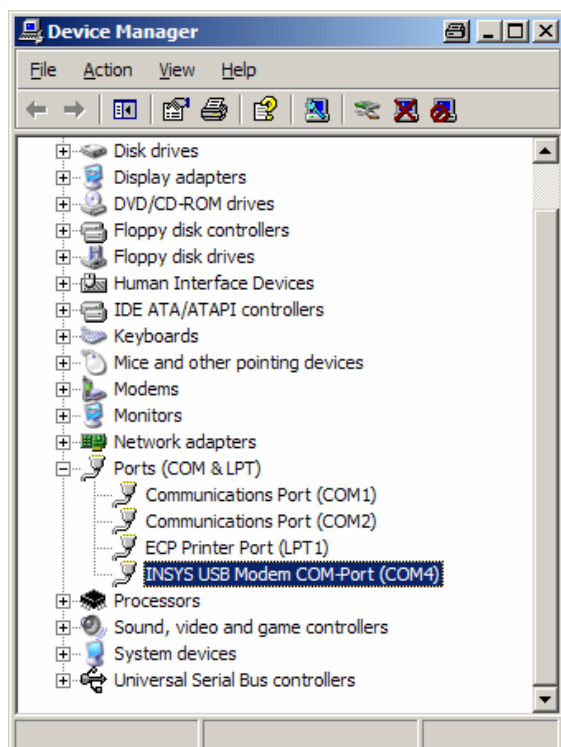 Device Manager
File Action View Help
Disk drives
Display adapters
DVD/CD-ROM drives
Floppy disk controllers
Floppy disk drives
Human Interface Devices
IDE ATA/ATAPI controllers
Keyboards
Mice and other pointing devices
Modems
Monitors
Network adapters
Ports (COM & LPT)
Communications Port (COM1)
Communications Port (COM2)
ECP Printer Port (LPT1)
INSYS USB Modem COM-Port (COM4)
Processors
Sound, video and game controllers
System devices
Universal Serial Bus controllers